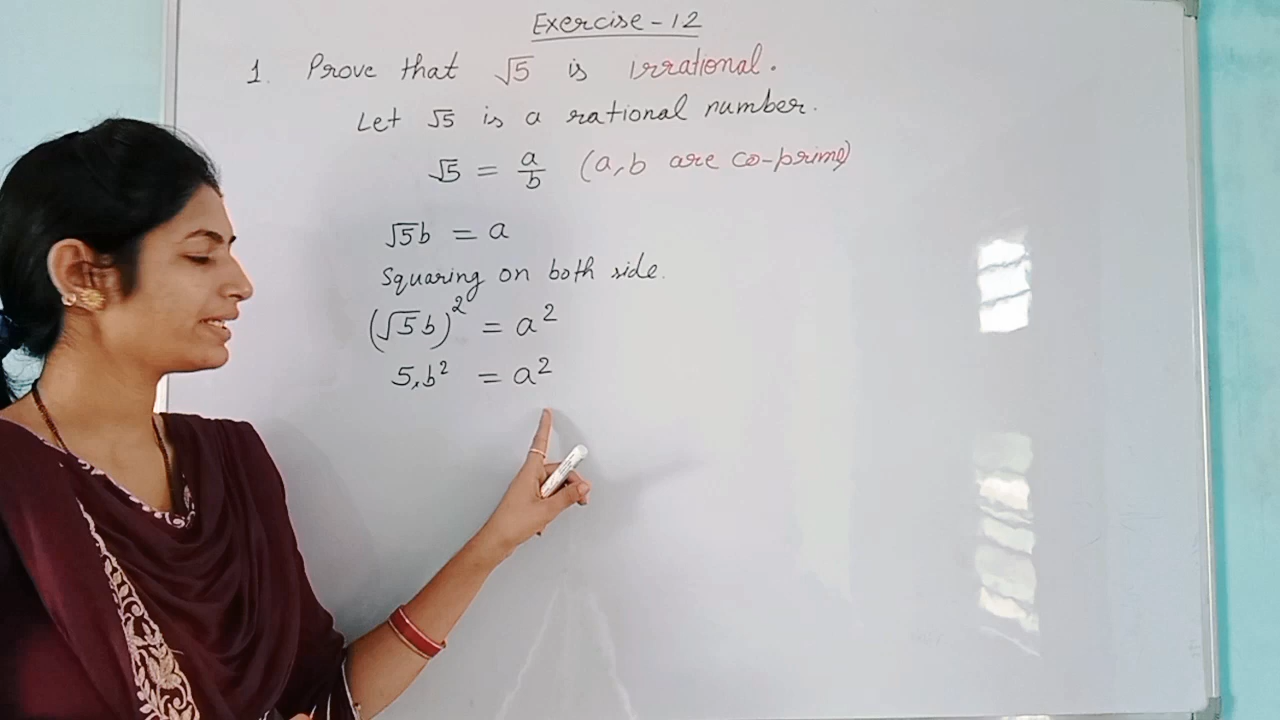 Exercise - 12
1. Prove that √5 is irrational.
Let √5 is a rational number.
√5 = a/b (a,b are co-prime)
√5b = a
Squaring on both side.
(√5b)² = a²
5.b² = a²